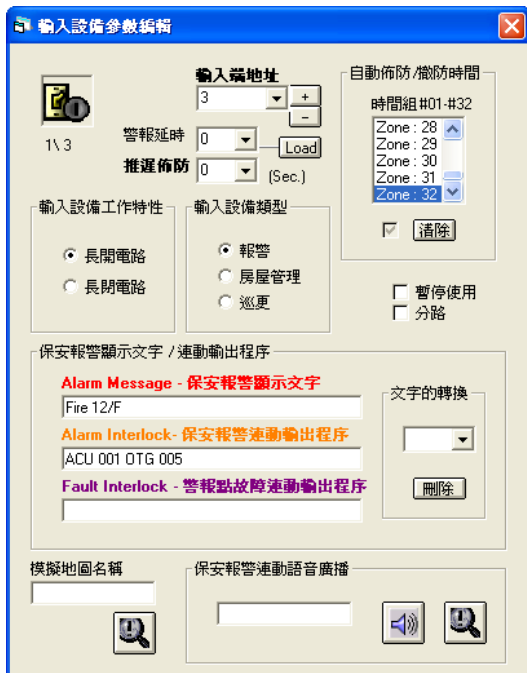 輸入設備參數編輯
輸入端地址
3
+
-
1\ 3
警報延時
0
Load
推遲佈防
0
(Sec.)
自動佈防/撤防時間
時間組#01-#32
Zone : 28
Zone : 29
Zone : 30
Zone : 31
Zone : 32
清除
輸入設備工作特性
長開電路
長閉電路
輸入設備類型
報警
房屋管理
巡更
暫停使用
分路
保安報警顯示文字 / 連動輸出程序
Alarm Message - 保安報警顯示文字
Fire 12/F
Alarm Interlock- 保安報警連動輸出程序
ACU 001 OTG 005
Fault Interlock - 警報點故障連動輸出程序
文字的轉換
刪除
模擬地圖名稱
保安報警連動語音廣播